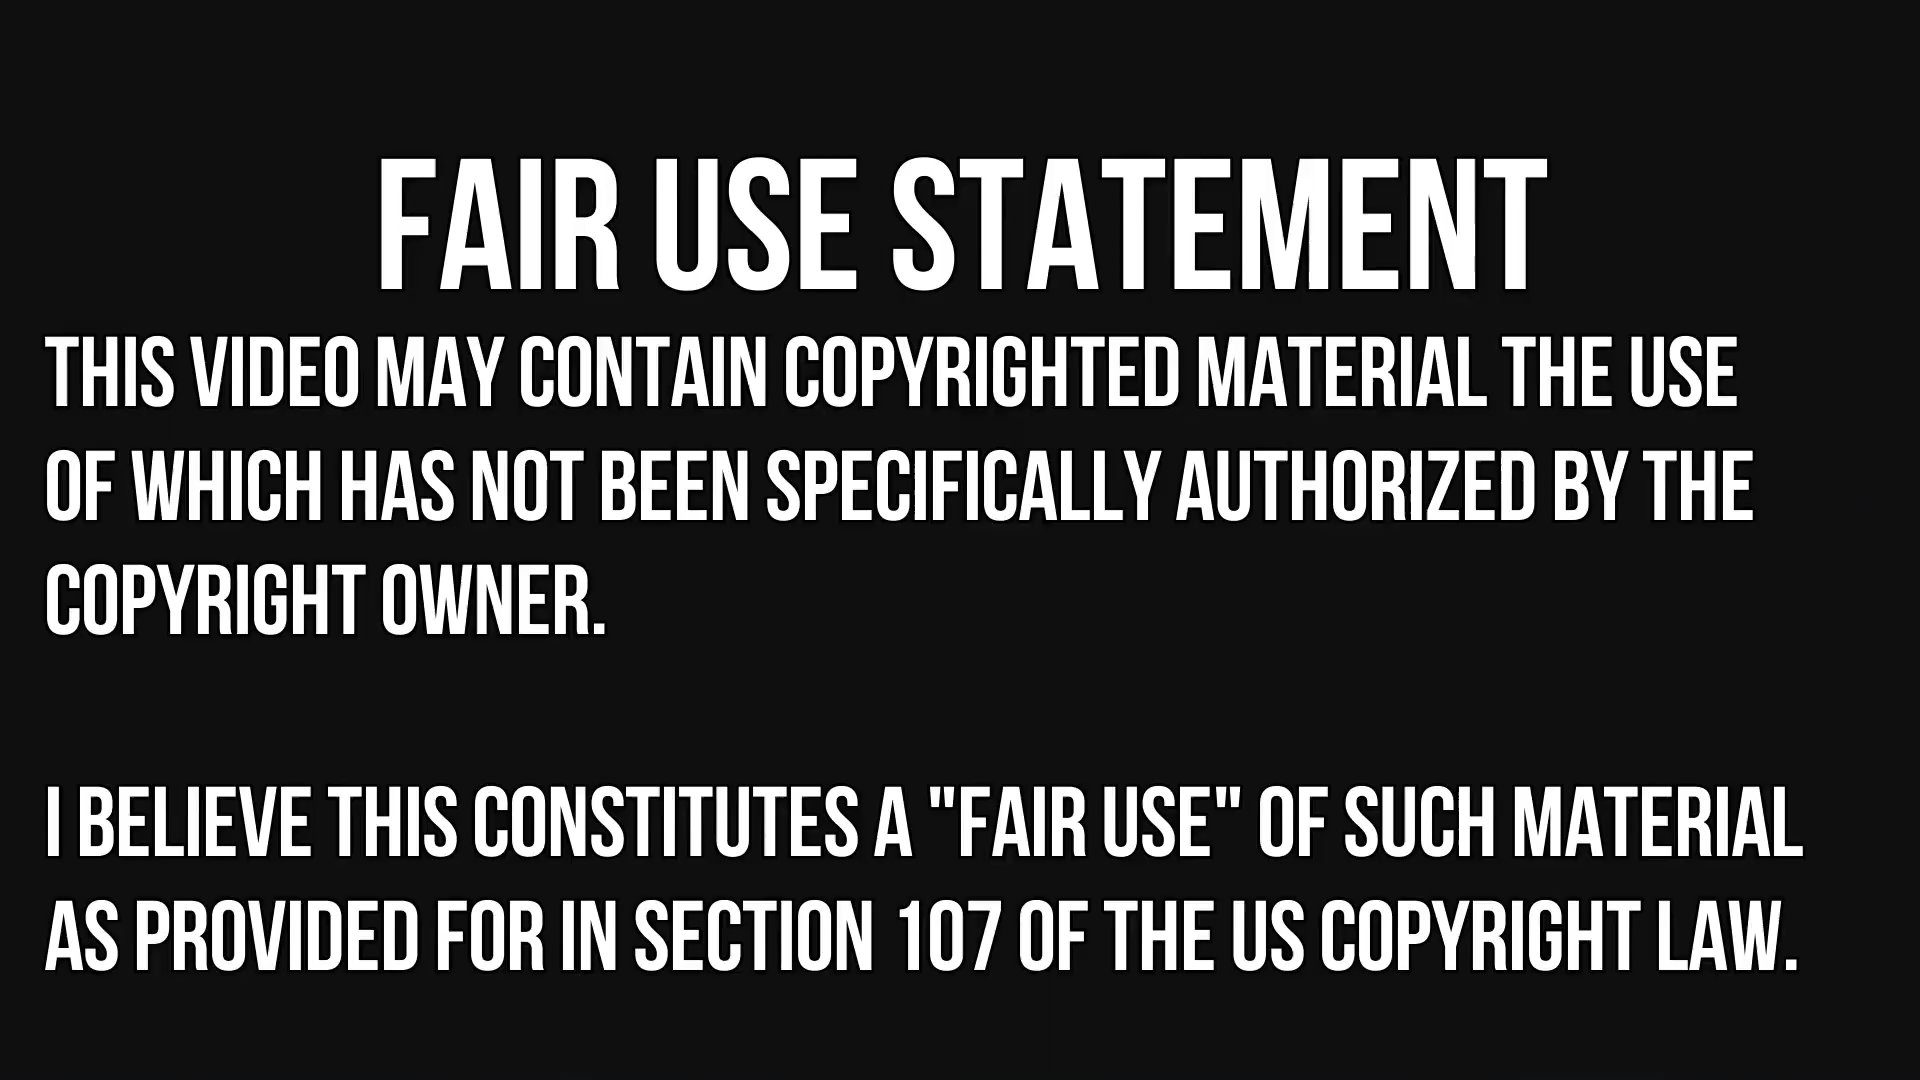 FAIR USE STATEMENT
THIS VIDEO MAY CONTAIN COPYRIGHTED MATERIAL THE USE
OF WHICH HAS NOT BEEN SPECIFICALLY AUTHORIZED BY THE
COPYRIGHT OWNER.
I BELIEVE THIS CONSTITUTES A "FAIR USE" OF SUCH MATERIAL
AS PROVIDED FOR IN SECTION 107 OF THE US COPYRIGHT LAW.